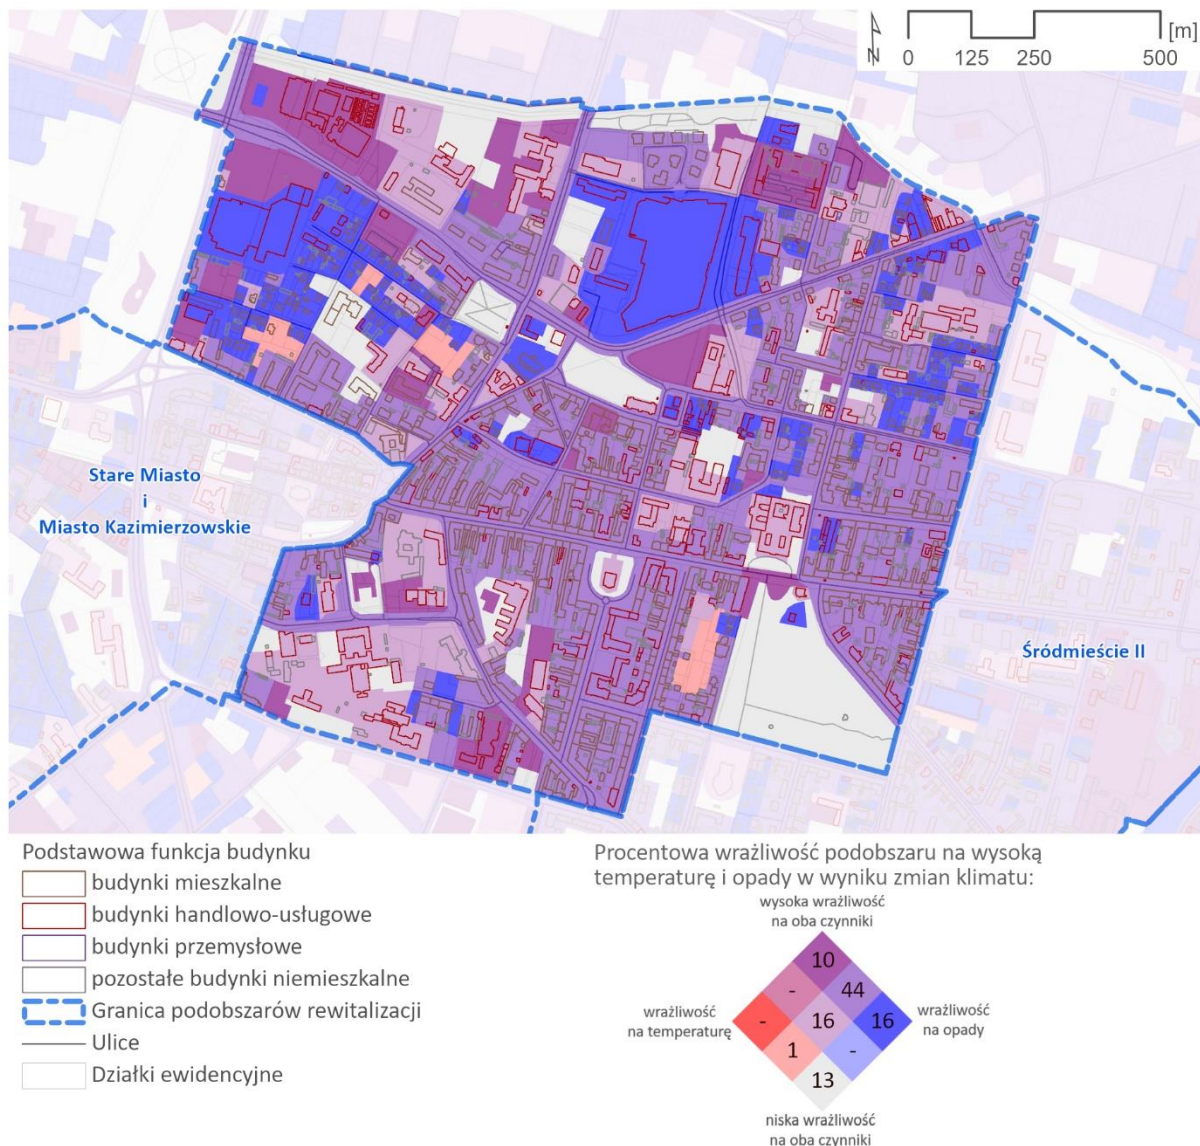 [m]
0 125 250 500
N
Stare Miasto
i
Miasto Kazimierzowskie
Śródmieście II
Podstawowa funkcja budynku
budynki mieszkalne
budynki handlowo-usługowe
budynki przemysłowe
pozostałe budynki niemieszkalne
Granica podobszarów rewitalizacji
Ulice
Działki ewidencyjne
Procentowa wrażliwość podobszaru na wysoką
temperaturę i opady w wyniku zmian klimatu:
wysoka wrażliwość
na oba czynniki
10
- 44
wrażliwość
na temperaturę
- 16 16
wrażliwość
na opady
1 -
13
niska wrażliwość
na oba czynniki